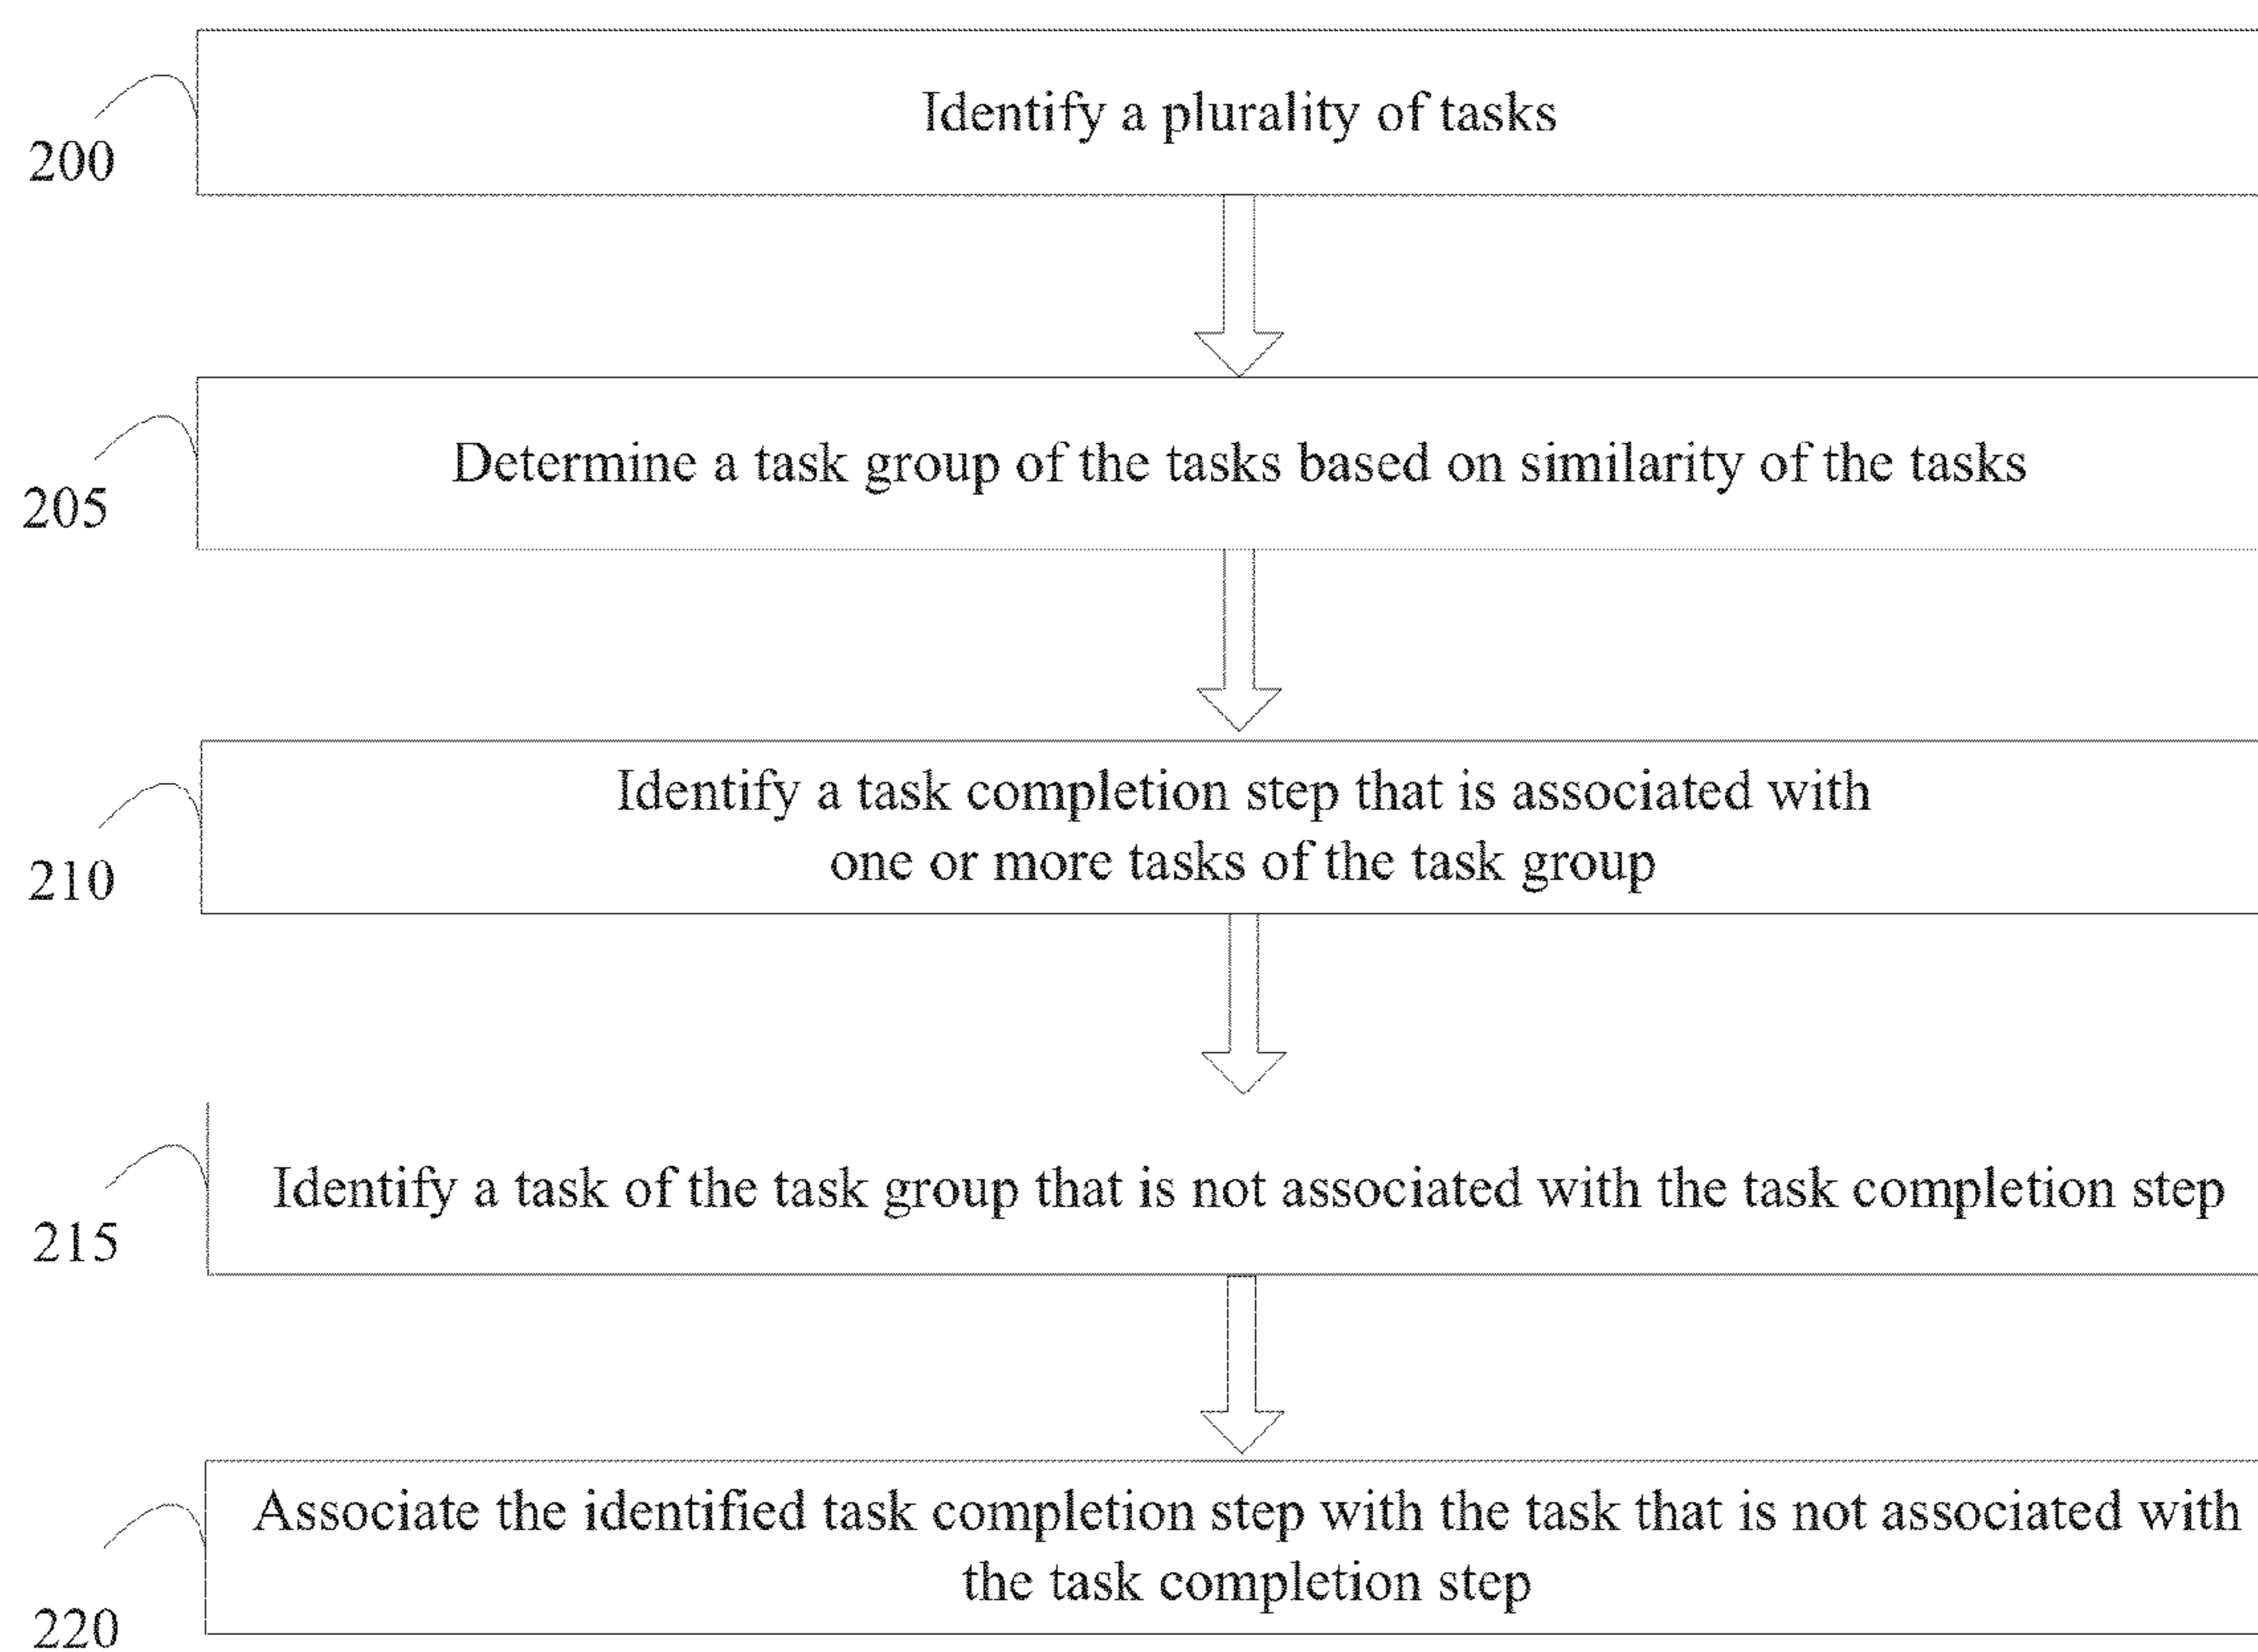 Identify a plurality of tasks
200
Determine a task group of the tasks based on similarity of the tasks
205
Identify a task completion step that is associated with
one or more tasks of the task group
210
Identify a task of the task group that is not associated with the task completion step
215
Associate the identified task completion step with the task that is not associated with
the task completion step
220